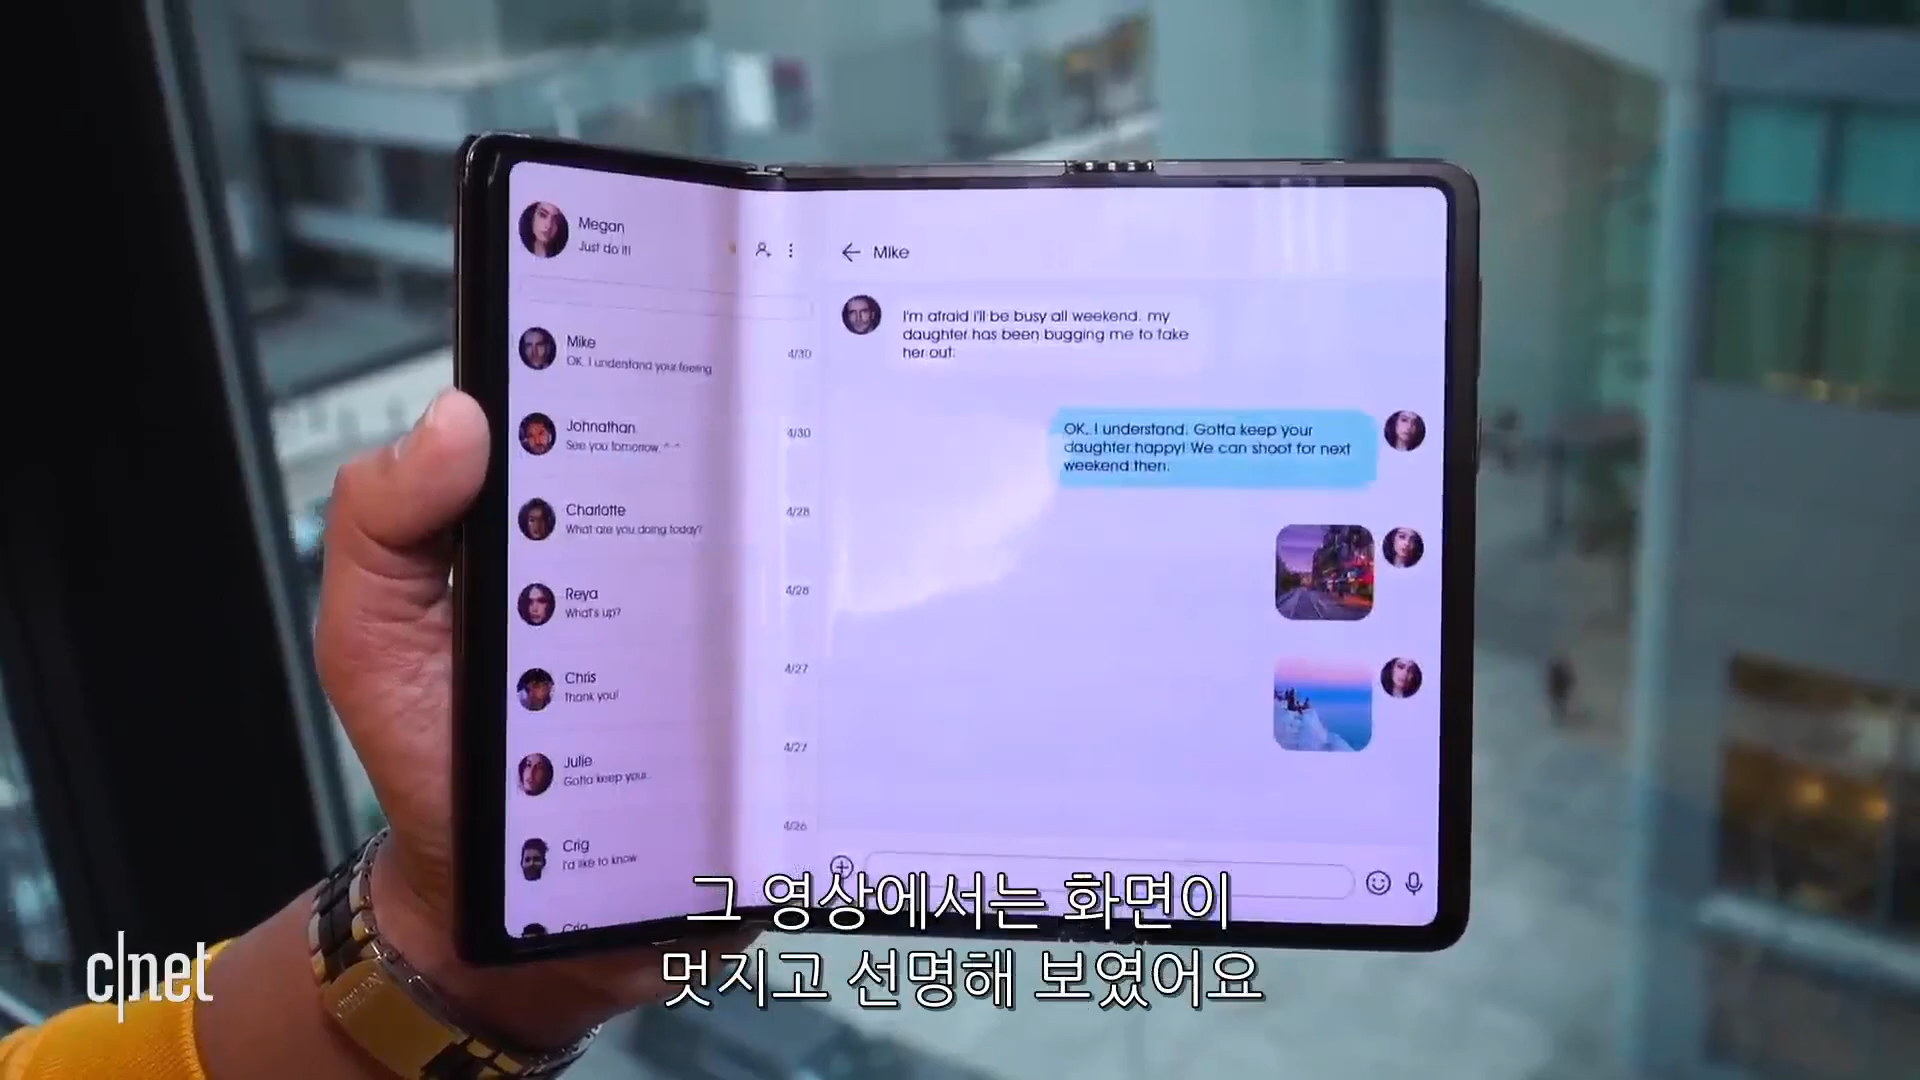 Megan
Just do it!
Mike
OK, I understand your feeling
4/30
Johnathan
See you tomorrow. ^ ^
4/30
Charlotte
What are you doing today?
4/28
Reya
What's up?
4/28
Chris
Thank you!
4/27
Julie
Gotta keep your..
4/27
Crig
I'd like to know
4/26
Mike
I'm afraid i'll be busy all weekend. my
daughter has been bugging me to take
her out.
OK, I understand. Gotta keep your
daughter happy! We can shoot for next
weekend then.
그 영상에서는 화면이
멋지고 선명해 보였어요
c|net